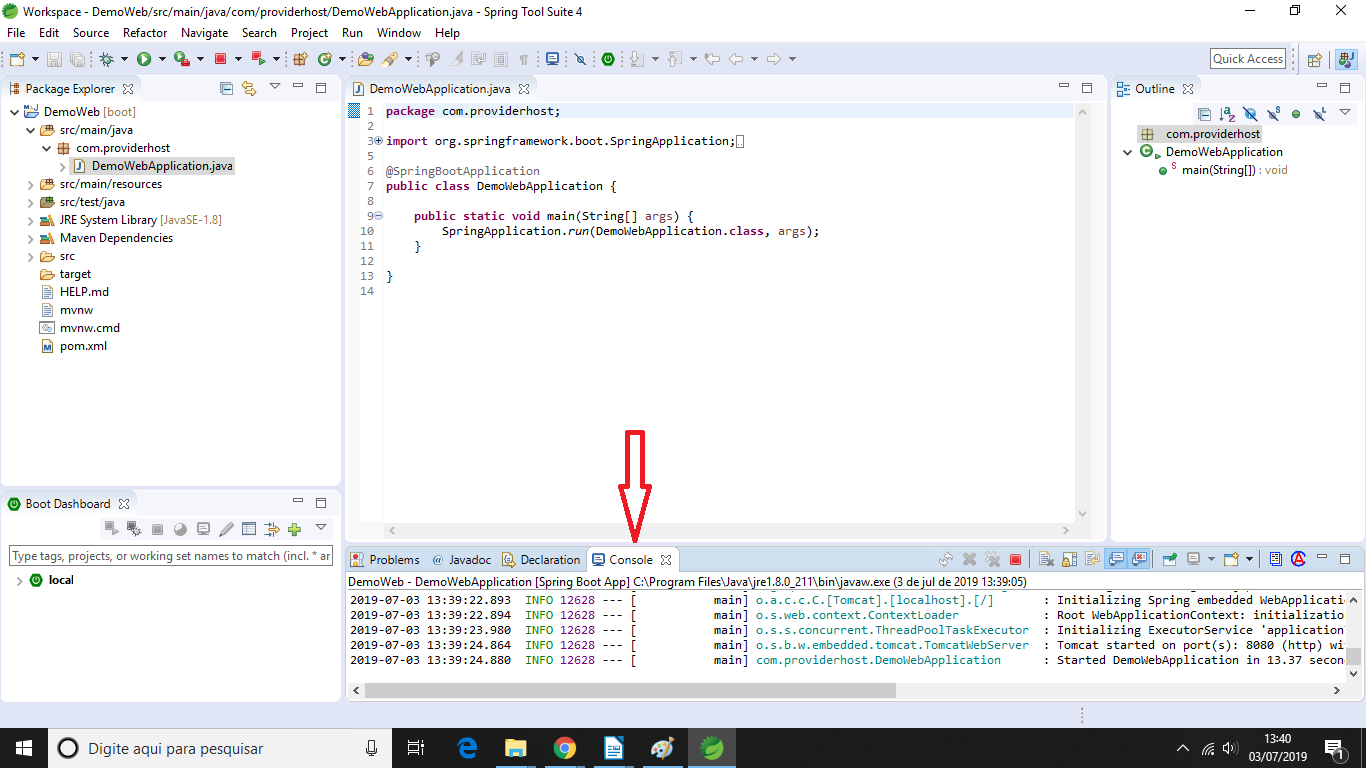 Workspace - DemoWeb/src/main/java/com/providerhost/DemoWebApplication.java - Spring Tool Suite 4
File Edit Source Refactor Navigate Search Project Run Window Help
Quick Access
Package Explorer
DemoWeb [boot]
src/main/java
com.providerhost
DemoWebApplication.java
src/main/resources
src/test/java
JRE System Library [JavaSE-1.8]
Maven Dependencies
src
target
HELP.md
mvnw
mvnw.cmd
pom.xml
DemoWebApplication.java
1 package com.providerhost;
2
3 import org.springframework.boot.SpringApplication;
5
6 @SpringBootApplication
7 public class DemoWebApplication {
8
9 public static void main(String[] args) {
10 SpringApplication.run(DemoWebApplication.class, args);
11 }
12
13 }
14
Outline
com.providerhost
DemoWebApplication
main(String[]) : void
Boot Dashboard
Type tags, projects, or working set names to match (incl. * ar
local
Problems @ Javadoc Declaration Console
DemoWeb - DemoWebApplication [Spring Boot App] C:\Program Files\Java\jre1.8.0_211\bin\javaw.exe (3 de jul de 2019 13:39:05)
2019-07-03 13:39:22.893 INFO 12628 --- [ main] o.a.c.c.C.[Tomcat].[localhost].[/] : Initializing Spring embedded WebApplicatio
2019-07-03 13:39:22.894 INFO 12628 --- [ main] o.s.web.context.ContextLoader : Root WebApplicationContext: initializatio
2019-07-03 13:39:23.980 INFO 12628 --- [ main] o.s.s.concurrent.ThreadPoolTaskExecutor : Initializing ExecutorService 'application
2019-07-03 13:39:24.864 INFO 12628 --- [ main] o.s.b.w.embedded.tomcat.TomcatWebServer : Tomcat started on port(s): 8080 (http) wi
2019-07-03 13:39:24.880 INFO 12628 --- [ main] com.providerhost.DemoWebApplication : Started DemoWebApplication in 13.37 secon
Digite aqui para pesquisar
13:40
03/07/2019
1